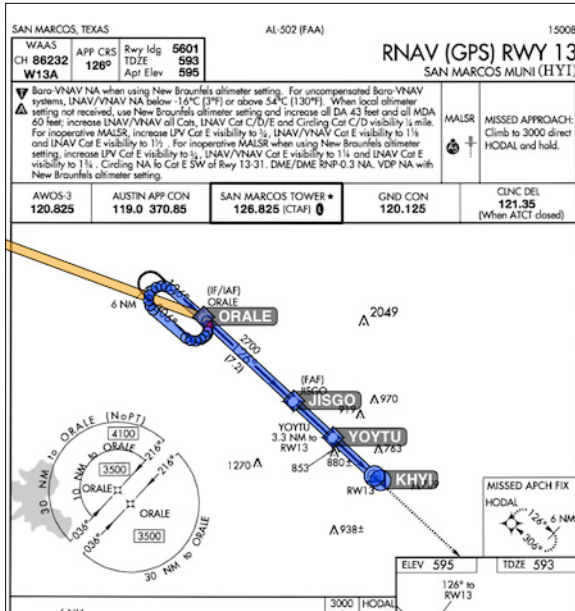 SAN MARCOS, TEXAS AL-502 (FAA) 15008
WAAS
CH 86232
W13A
APP CRS
126°
Rwy ldg 5601
TDZE 593
Apt Elev 595
RNAV (GPS) RWY 13
SAN MARCOS MUNI (HYI)
Baro-VNAV NA when using New Braunfels altimeter setting. For uncompensated Baro-VNAV
systems, LNAV/VNAV NA below -16°C (3°F) or above 54°C (130°F). When local altimeter
setting not received, use New Braunfels altimeter setting and increase all DA 43 feet and all MDA
60 feet; increase LNAV/VNAV all Cats, LNAV Cat C/D/E and Circling Cat C/D visibility ¼ mile.
For inoperative MALSR, increase LPV Cat E visibility to ¾, LNAV/VNAV Cat E visibility to 1⅛
and LNAV Cat E visibility to 1½. For inoperative MALSR when using New Braunfels altimeter
setting, increase LPV Cat E visibility to ¾, LNAV/VNAV Cat E visibility to 1¼ and LNAV Cat E
visibility to 1¾. Circling NA fo Cat E SW of Rwy 13-31. DME/DME RNP-0.3 NA. VDP NA with
New Braunfels altimeter setting.
MALSR
MISSED APPROACH:
Climb to 3000 direct
HODAL and hold.
AWOS-3
120.825
AUSTIN APP CON
119.0 370.85
SAN MARCOS TOWER★
126.825 (CTAF)
GND CON
120.125
CLNC DEL
121.35
(When ATCT closed)
6 NM
(IF/IAF)
ORALE
ORALE
2049
2700
126°
(7.2)
(FAF)
JISGO
JISGO
970
919
YOYTU
3.3 NM to
RW13
YOYTU
763
853
880±
1270
KHYI
RW13
938±
30 NM to ORALE (NoPT)
4100
10 NM to ORALE
3500
216°
216°
ORALE
ORALE
036°
036°
3500
30 NM to ORALE
MISSED APCH FIX
HODAL
126°
306°
ELEV 595 TDZE 593
126° to
RW13
3000 HODAL
6 NM